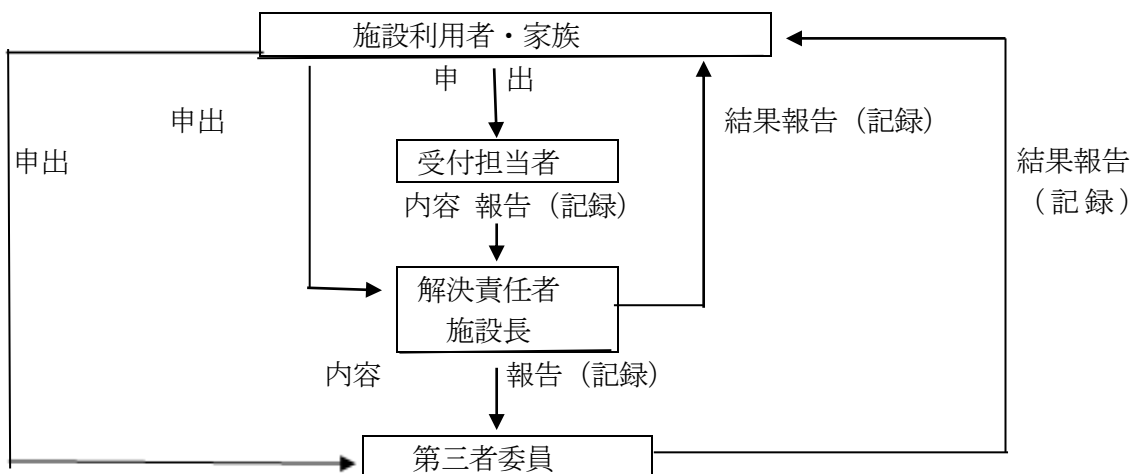 施設利用者・家族
申 出
申出
結果報告（記録）
申出
受付担当者
結果報告
（記録）
内容 報告（記録）
解決責任者
施設長
内容 報告（記録）
第三者委員